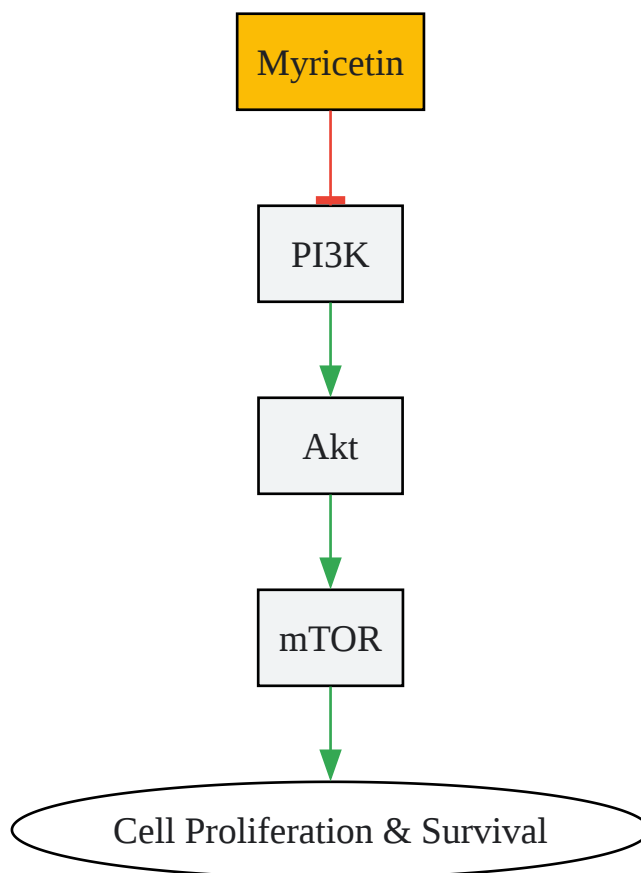 Myricetin
PI3K
Akt
mTOR
Cell Proliferation & Survival